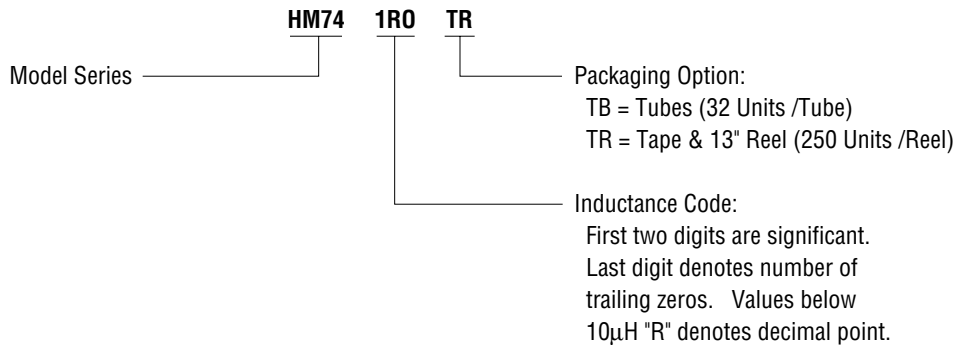 HM74 1R0 TR
Model Series
Packaging Option:
TB = Tubes (32 Units /Tube)
TR = Tape & 13" Reel (250 Units /Reel)
Inductance Code:
First two digits are significant.
Last digit denotes number of
trailing zeros. Values below
10µH "R" denotes decimal point.